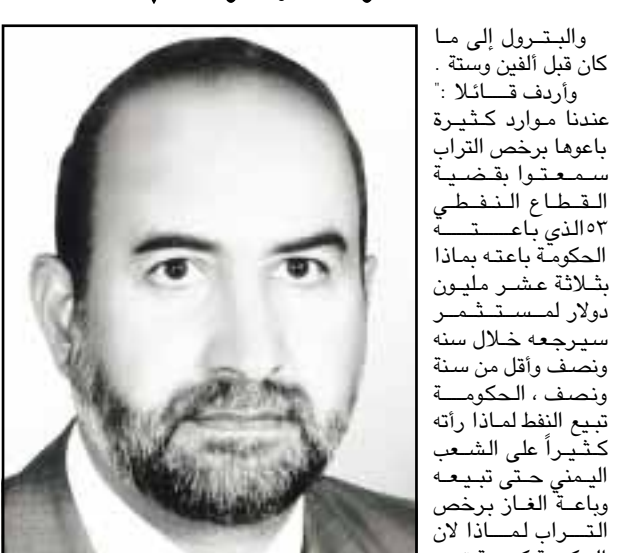 والبترول إلى ما
كان قبل ألفين وستة .
وأردف قائلا :"
عندنا موارد كثيرة
باعوها برخص التراب
سمعتوا بقضية
القطاع النفطي
٥٣الذي باعته
الحكومة باعته بماذا
بثلاثة عشر مليون
دولار لمستثمر
سيرجعه خلال سنه
ونصف وأقل من سنة
ونصف ، الحكومة
تبيع النفط لماذا رأته
كثيراً على الشعب
اليمني حتى تبيعه
وباعة الغاز برخص
التراب لماذا لان